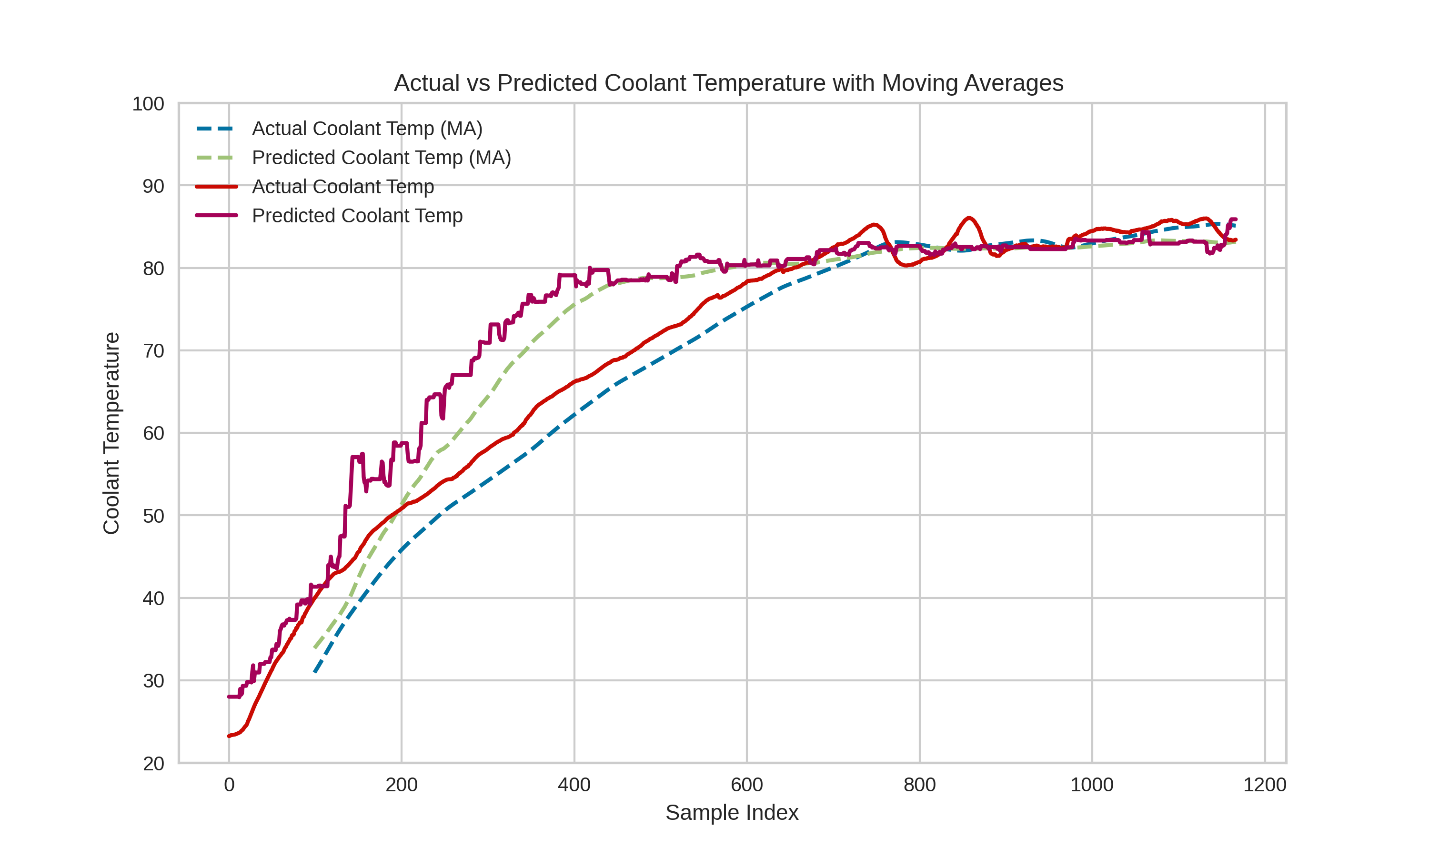 Actual vs Predicted Coolant Temperature with Moving Averages
100
90
80
70
60
50
40
30
20
Coolant Temperature
Actual Coolant Temp (MA)
Predicted Coolant Temp (MA)
Actual Coolant Temp
Predicted Coolant Temp
0 200 400 600 800 1000 1200
Sample Index